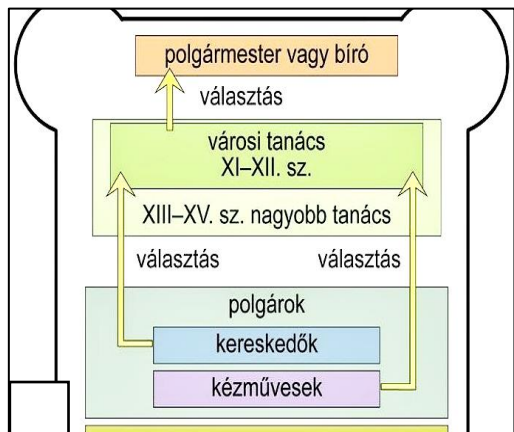 polgármester vagy bíró
választás
városi tanács
XI–XII. sz.
XIII–XV. sz. nagyobb tanács
választás
választás
polgárok
kereskedők
kézművesek